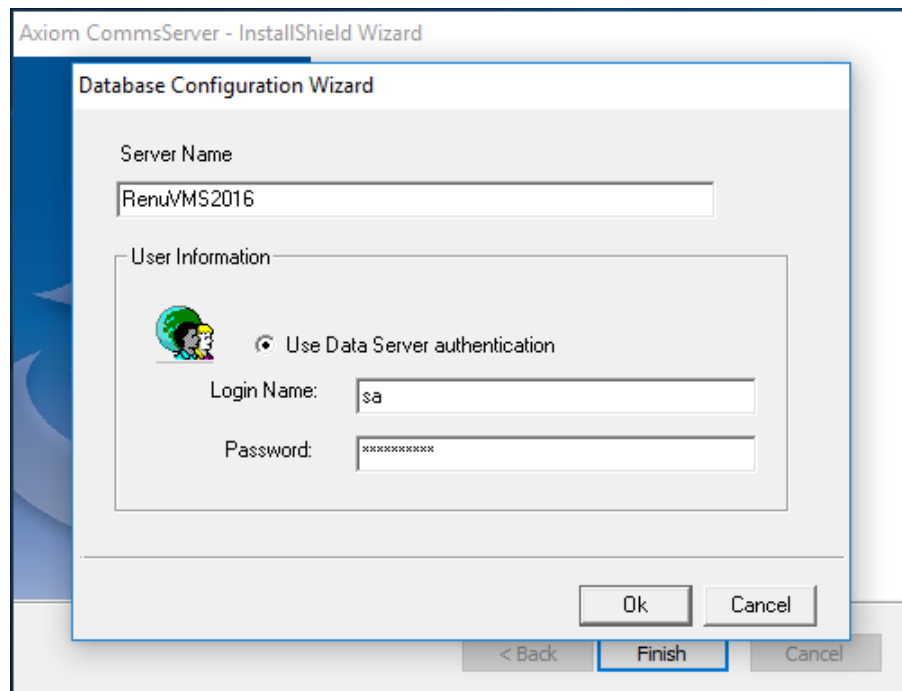 Axiom CommsServer - InstallShield Wizard
Database Configuration Wizard
Server Name
RenuVMS2016
User Information
Use Data Server authentication
Login Name:
sa
Password:
**********
Ok
Cancel
< Back
Finish
Cancel